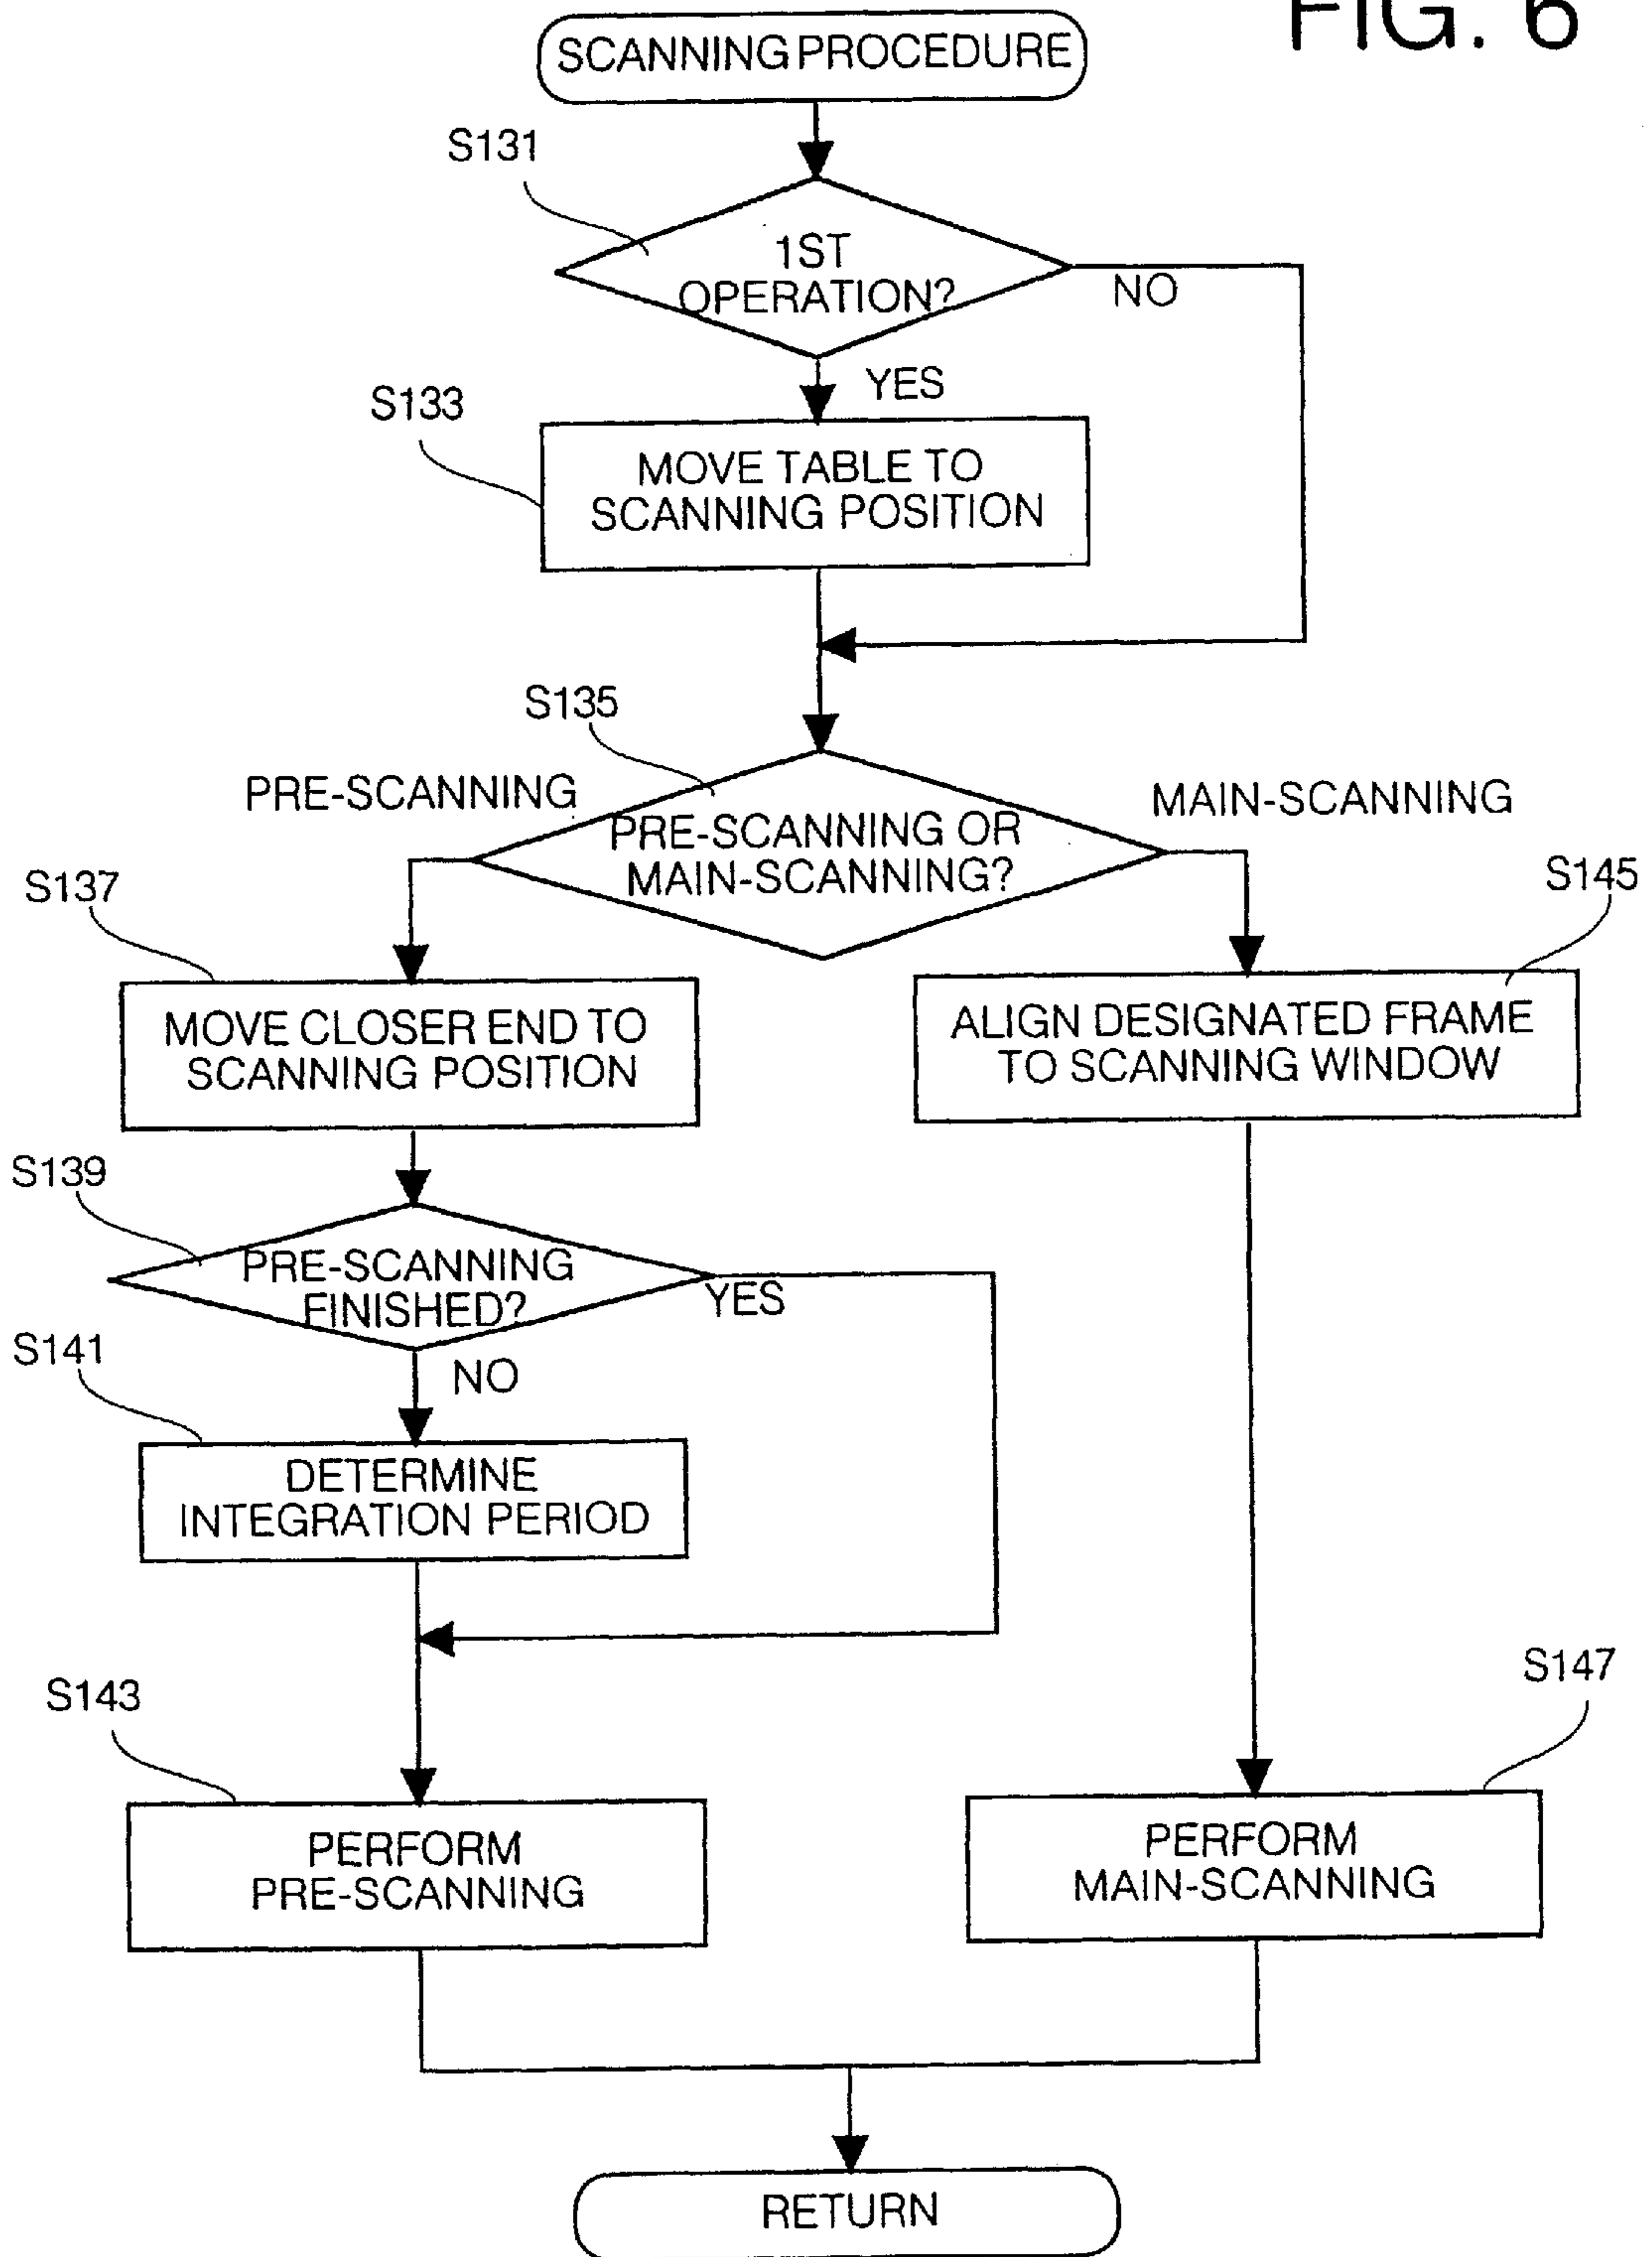 FIG. 6
SCANNING PROCEDURE
S131
1ST
OPERATION?
NO
YES
S133
MOVE TABLE TO
SCANNING POSITION
S135
PRE-SCANNING
MAIN-SCANNING
PRE-SCANNING OR
MAIN-SCANNING?
S137
S145
MOVE CLOSER END TO
SCANNING POSITION
ALIGN DESIGNATED FRAME
TO SCANNING WINDOW
S139
PRE-SCANNING
FINISHED?
YES
S141
NO
DETERMINE
INTEGRATION PERIOD
S143
S147
PERFORM
PRE-SCANNING
PERFORM
MAIN-SCANNING
RETURN